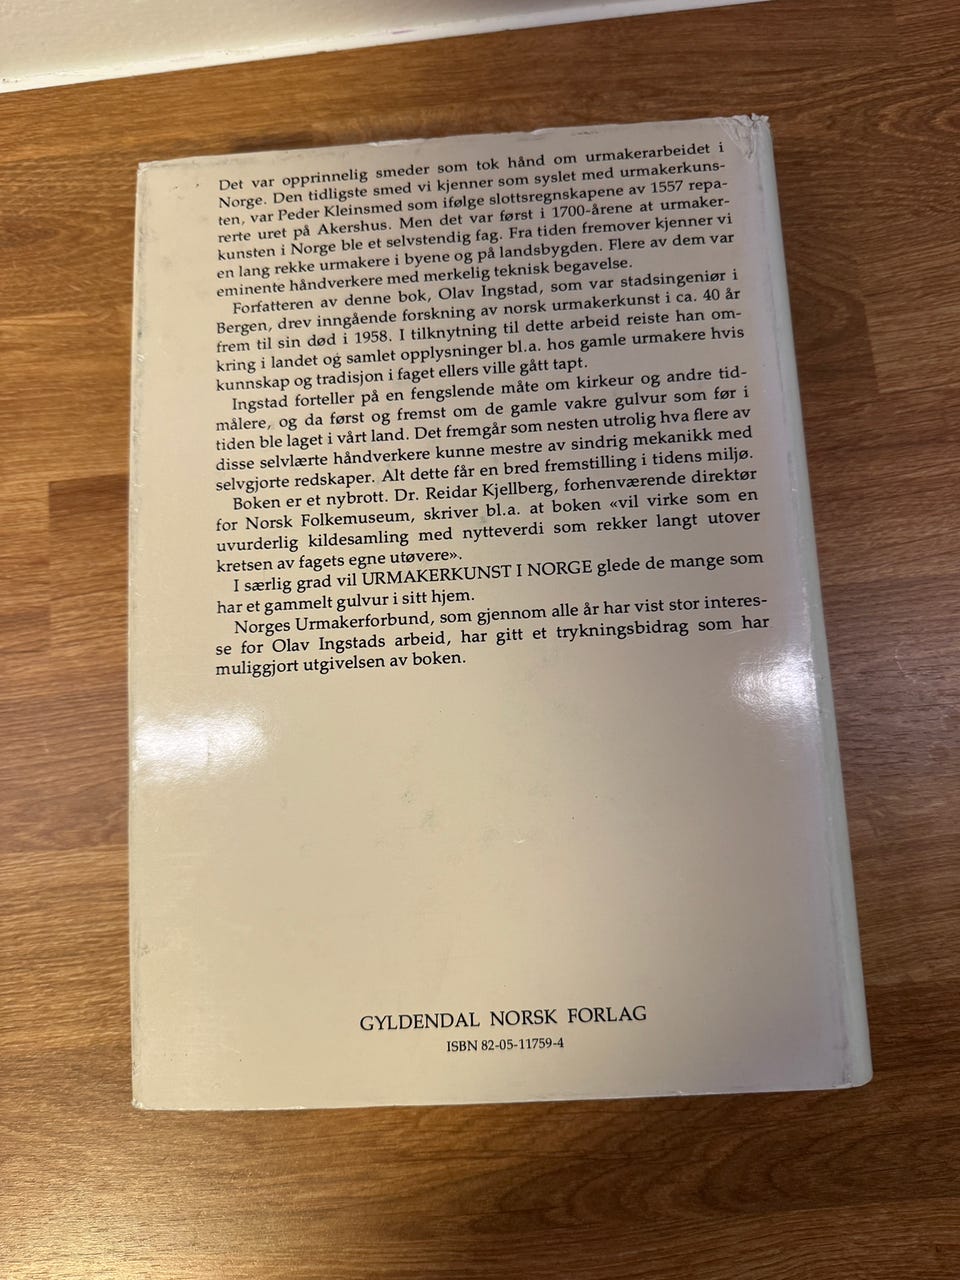 Det var opprinnelig smeder som tok hånd om urmakerarbeidet i
Norge. Den tidligste smed vi kjenner som syslet med urmakerkuns-
ten, var Peder Kleinsmed som ifølge slottsregnskapene av 1557 repa-
rerte uret på Akershus. Men det var først i 1700-årene at urmaker-
kunsten i Norge ble et selvstendig fag. Fra tiden fremover kjenner vi
en lang rekke urmakere i byene og på landsbygden. Flere av dem var
eminente håndverkere med merkelig teknisk begavelse.
Forfatteren av denne bok, Olav Ingstad, som var stadsingeniør i
Bergen, drev inngående forskning av norsk urmakerkunst i ca. 40 år
frem til sin død i 1958. I tilknytning til dette arbeid reiste han om-
kring i landet og samlet opplysninger bl.a. hos gamle urmakere hvis
kunnskap og tradisjon i faget ellers ville gått tapt.
Ingstad forteller på en fengslende måte om kirkeur og andre tid-
målere, og da først og fremst om de gamle vakre gulvur som før i
tiden ble laget i vårt land. Det fremgår som nesten utrolig hva flere av
disse selvlærte håndverkere kunne mestre av sindrig mekanikk med
selvgjorte redskaper. Alt dette får en bred fremstilling i tidens miljø.
Boken er et nybrott. Dr. Reidar Kjellberg, forhenværende direktør
for Norsk Folkemuseum, skriver bl.a. at boken «vil virke som en
uvurderlig kildesamling med nytteverdi som rekker langt utover
kretsen av fagets egne utøvere».
I særlig grad vil URMAKERKUNST I NORGE glede de mange som
har et gammelt gulvur i sitt hjem.
Norges Urmakerforbund, som gjennom alle år har vist stor interes-
se for Olav Ingstads arbeid, har gitt et trykningsbidrag som har
muliggjort utgivelsen av boken.
GYLDENDAL NORSK FORLAG
ISBN 82-05-11759-4